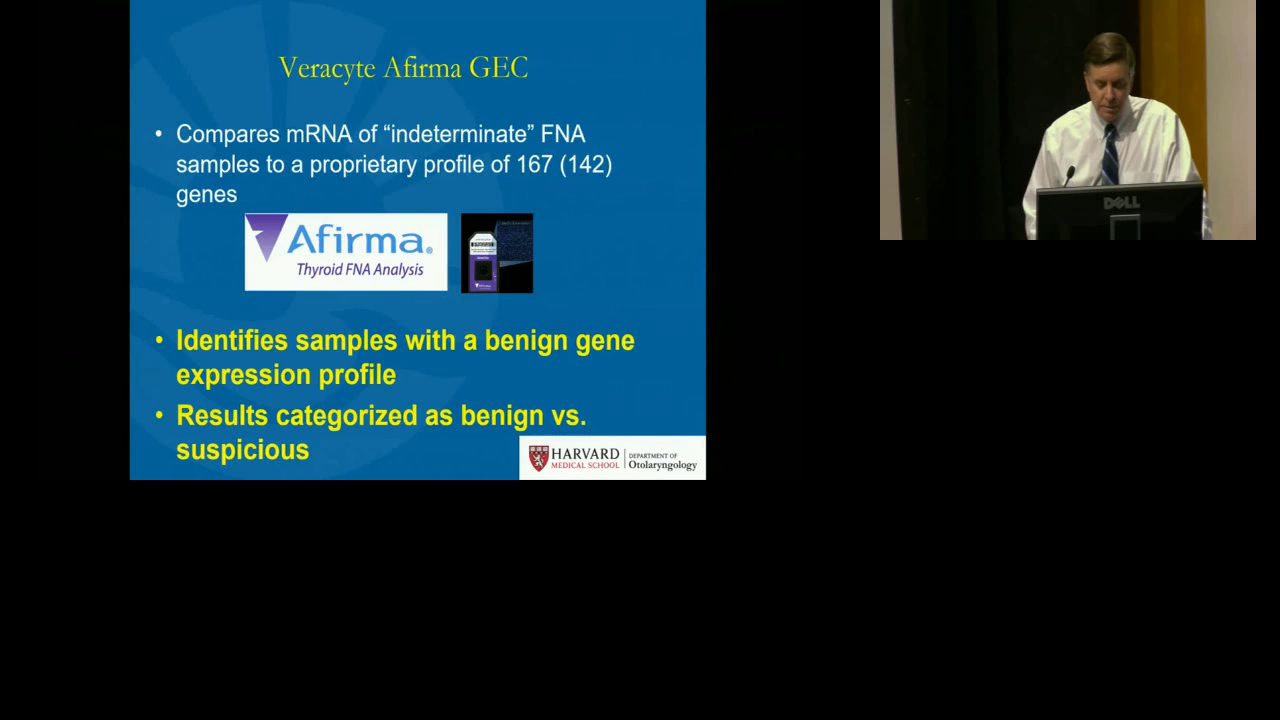 Veracyte Afirma GEC
• Compares mRNA of “indeterminate” FNA
samples to a proprietary profile of 167 (142)
genes
Afirma®
Thyroid FNA Analysis
• Identifies samples with a benign gene
expression profile
• Results categorized as benign vs.
suspicious
HARVARD
MEDICAL SCHOOL
DEPARTMENT OF
Otolaryngology
DELL